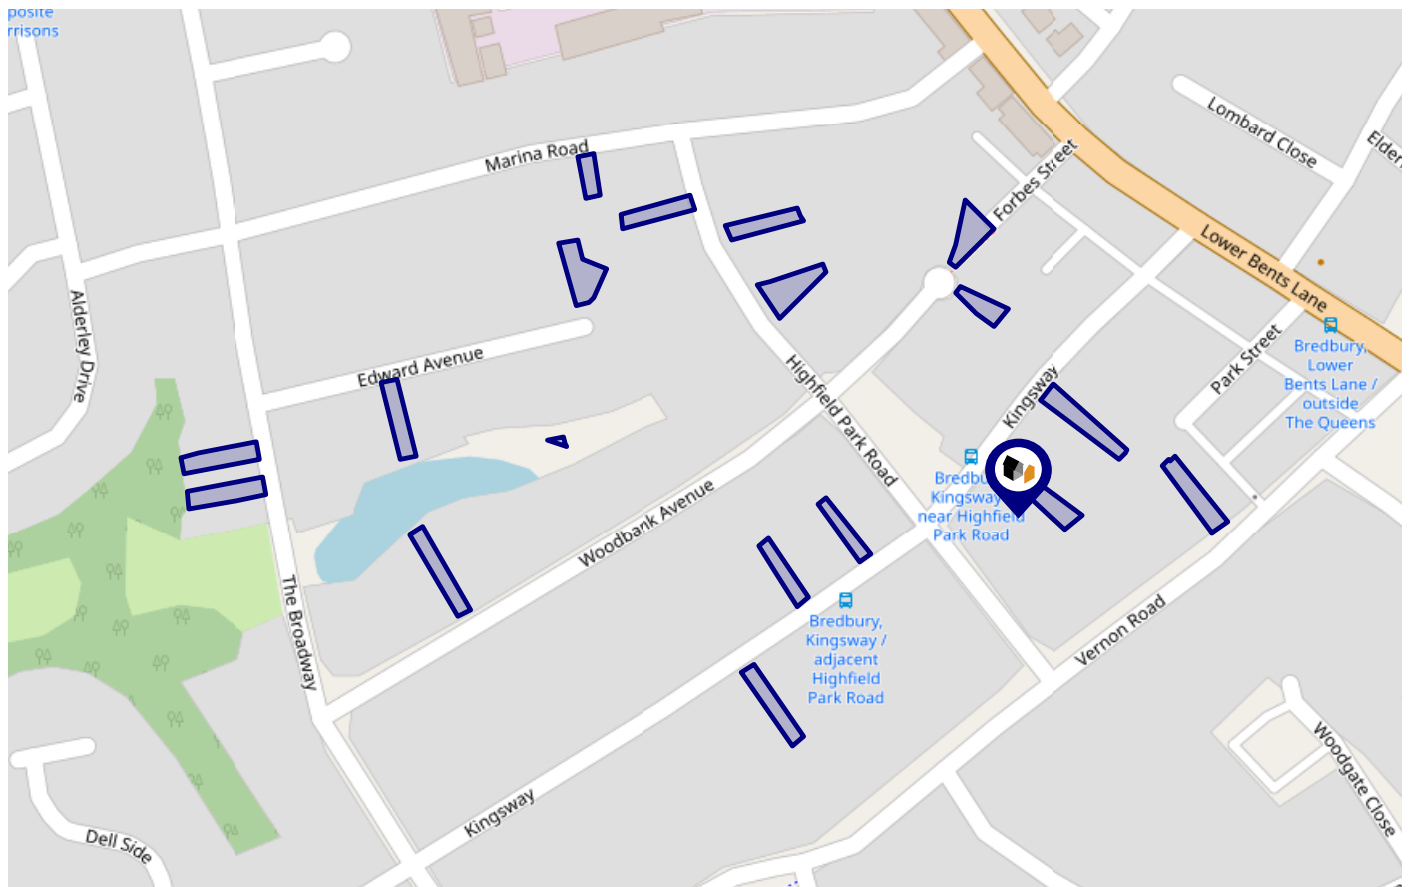 posite
rrisons
Marina Road
Lombard Close
Elder
Forbes Street
Lower Bents Lane
Alderley Drive
Edward Avenue
Highfield Park Road
Kingsway
Park Street
Bredbury,
Lower
Bents Lane /
outside
The Queens
Bredbu
Kingsway
near Highfield
Park Road
Woodbank Avenue
The Broadway
Bredbury,
Kingsway /
adjacent
Highfield
Park Road
Vernon Road
Woodgate Close
Kingsway
Dell Side